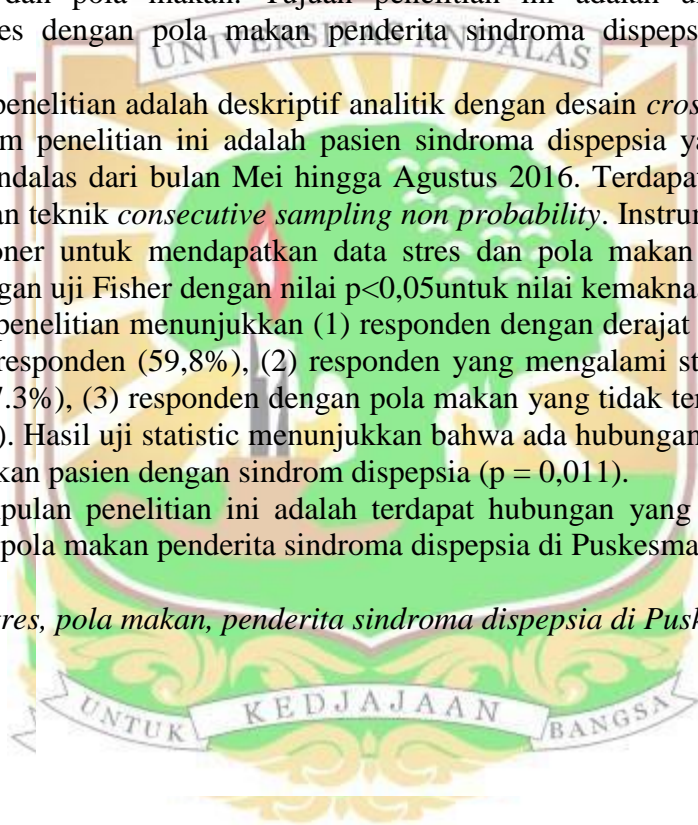 dan pola makan. Tujuan penelitian ini adalah
es dengan pola makan penderita sindroma dispeps
UNIVERSITAS ANDALAS
penelitian adalah deskriptif analitik dengan desain cros
m penelitian ini adalah pasien sindroma dispepsia ya
ndalas dari bulan Mei hingga Agustus 2016. Terdapat
an teknik consecutive sampling non probability. Instrum
oner untuk mendapatkan data stres dan pola makan
gan uji Fisher dengan nilai p<0,05untuk nilai kemakna
penelitian menunjukkan (1) responden dengan derajat
responden (59,8%), (2) responden yang mengalami st
7.3%), (3) responden dengan pola makan yang tidak ter
). Hasil uji statistic menunjukkan bahwa ada hubungan
kan pasien dengan sindrom dispepsia (p = 0,011).
pulan penelitian ini adalah terdapat hubungan yang
pola makan penderita sindroma dispepsia di Puskesma
tres, pola makan, penderita sindroma dispepsia di Pusk
UNTUK KEDJAJAAN BANGSA